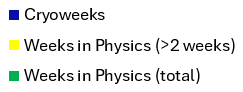 Cryoweeks
Weeks in Physics (>2 weeks)
Weeks in Physics (total)